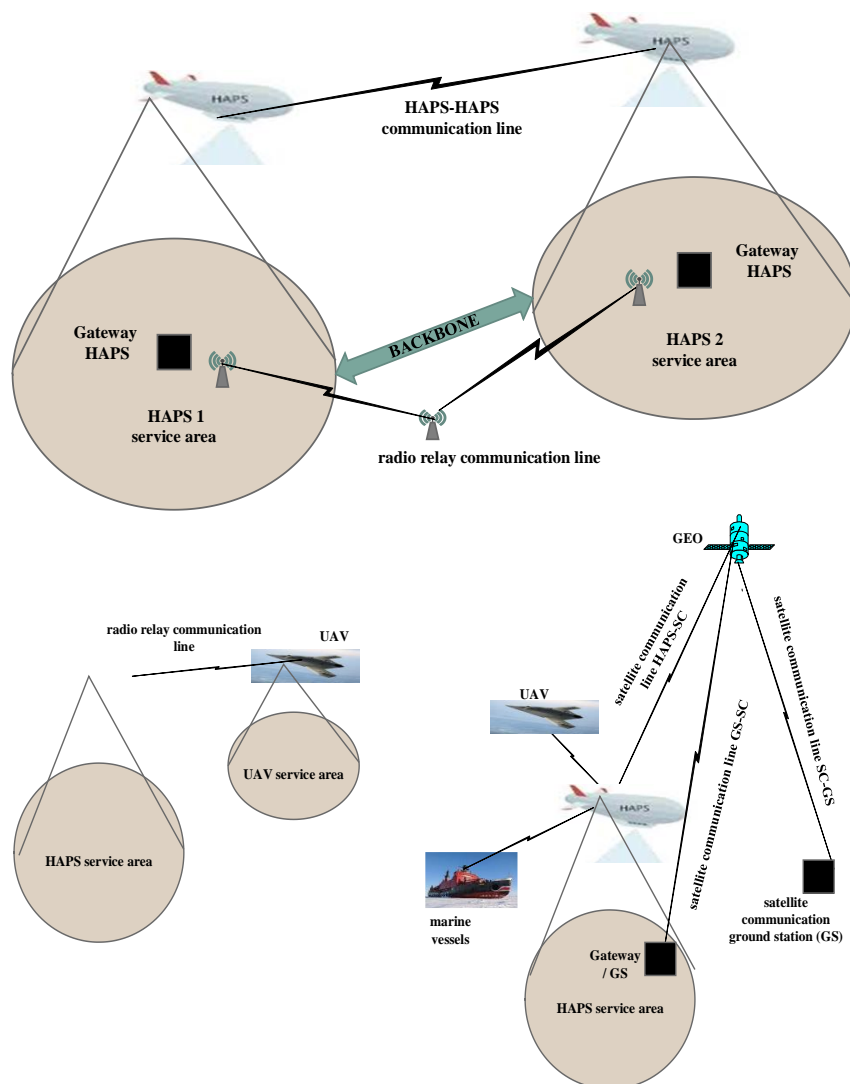 HAPS
HAPS
HAPS-HAPS
communication line
Gateway
HAPS
HAPS 2
service area
BACKBONE
Gateway
HAPS
HAPS 1
service area
radio relay communication line
GEO
radio relay communication
line
UAV
UAV service area
HAPS service area
satellite communication
line HAPS-SC
satellite communication line SC-GS
satellite communication line GS-SC
UAV
HAPS
marine
vessels
satellite
communication
ground station (GS)
Gateway
/ GS
HAPS service area